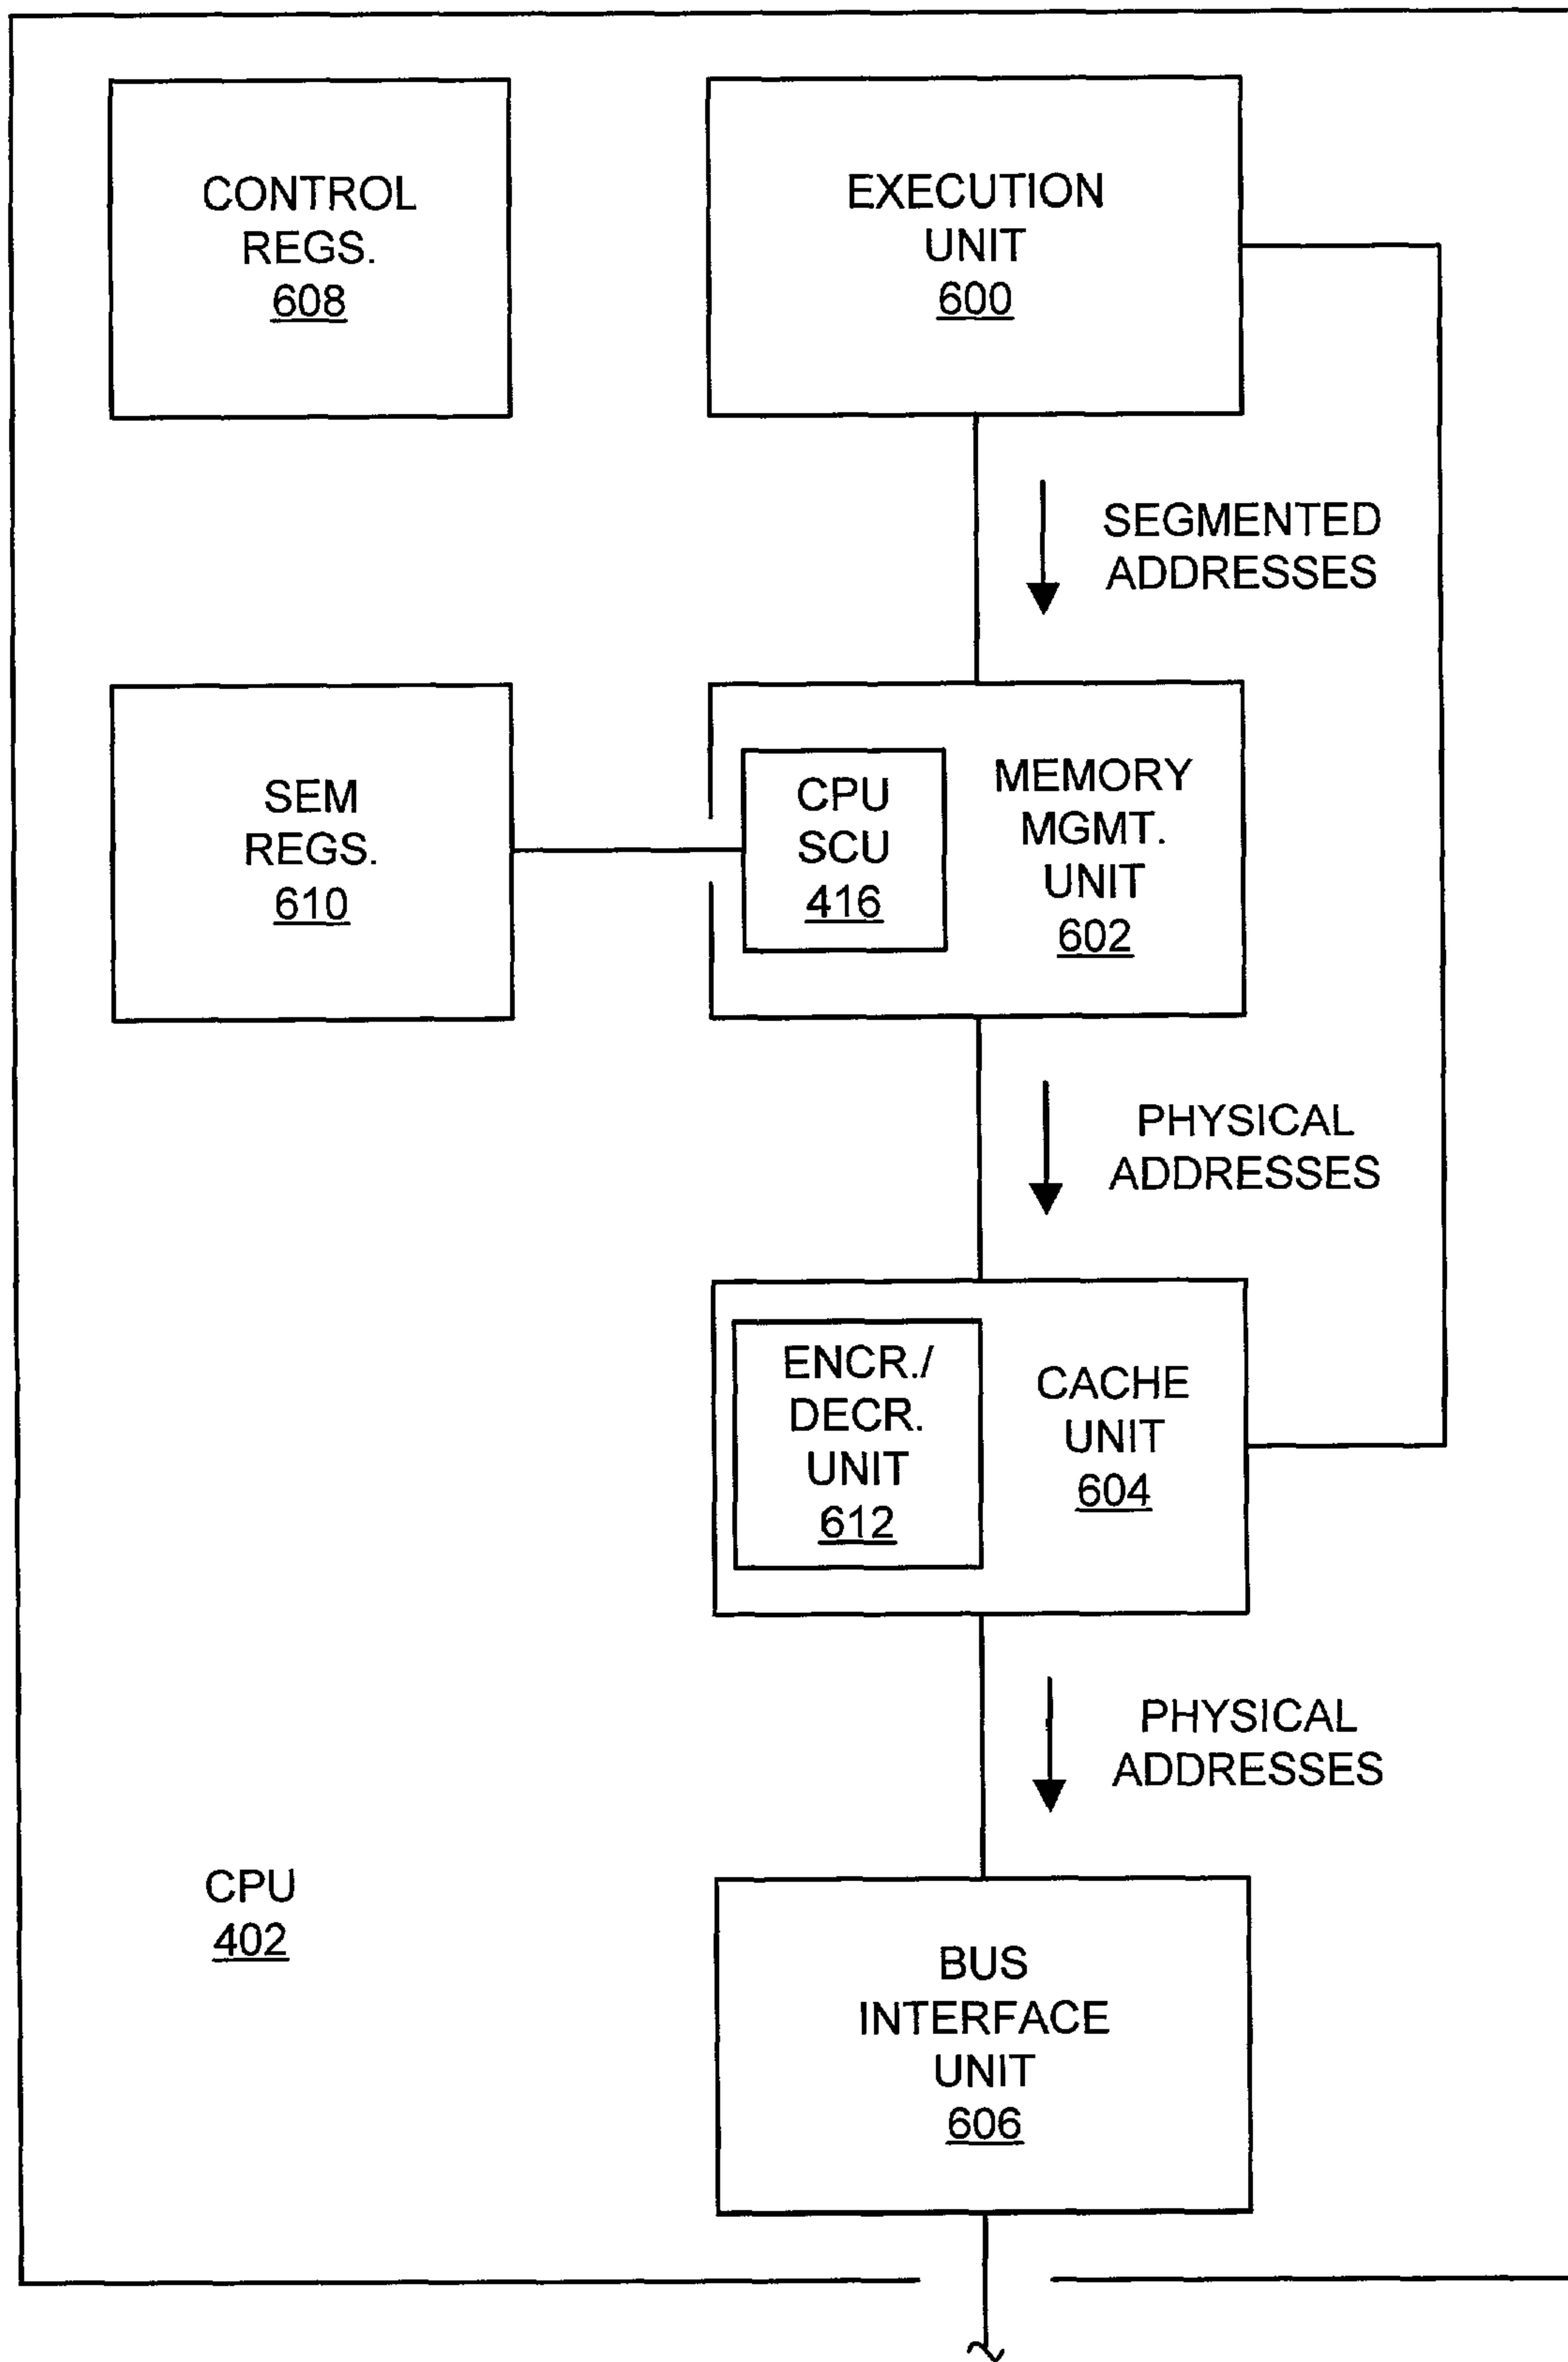 CONTROL
REGS.
608
EXECUTION
UNIT
600
SEGMENTED
ADDRESSES
SEM
REGS.
610
CPU
SCU
416
MEMORY
MGMT.
UNIT
602
PHYSICAL
ADDRESSES
ENCR./
DECR.
UNIT
612
CACHE
UNIT
604
PHYSICAL
ADDRESSES
CPU
402
BUS
INTERFACE
UNIT
606